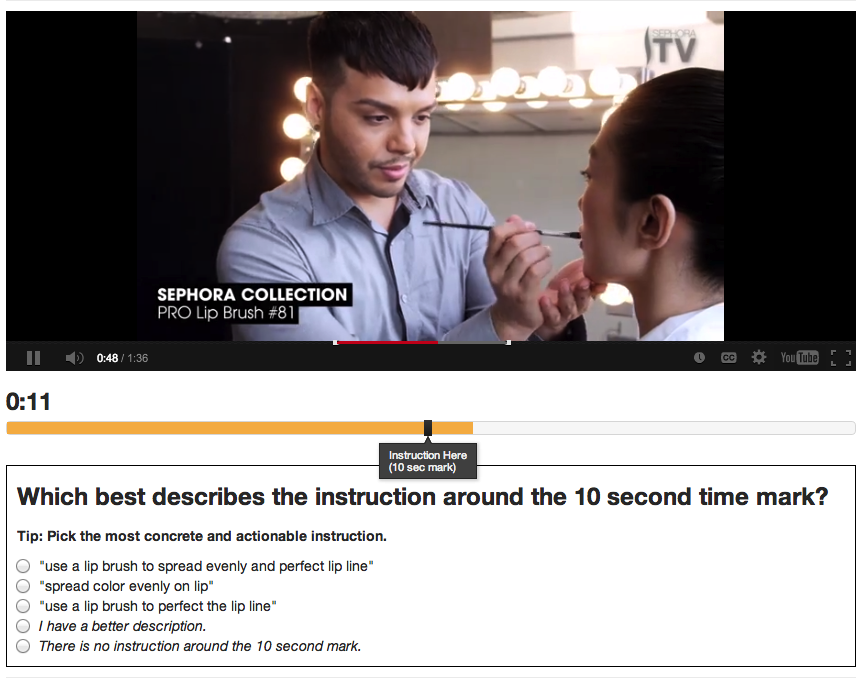 SEPHORA
TV
SEPHORA COLLECTION
PRO Lip Brush #81
0:48 / 1:36
CC
YouTube
0:11
Instruction Here
(10 sec mark)
Which best describes the instruction around the 10 second time mark?
Tip: Pick the most concrete and actionable instruction.
"use a lip brush to spread evenly and perfect lip line"
"spread color evenly on lip"
"use a lip brush to perfect the lip line"
I have a better description.
There is no instruction around the 10 second mark.